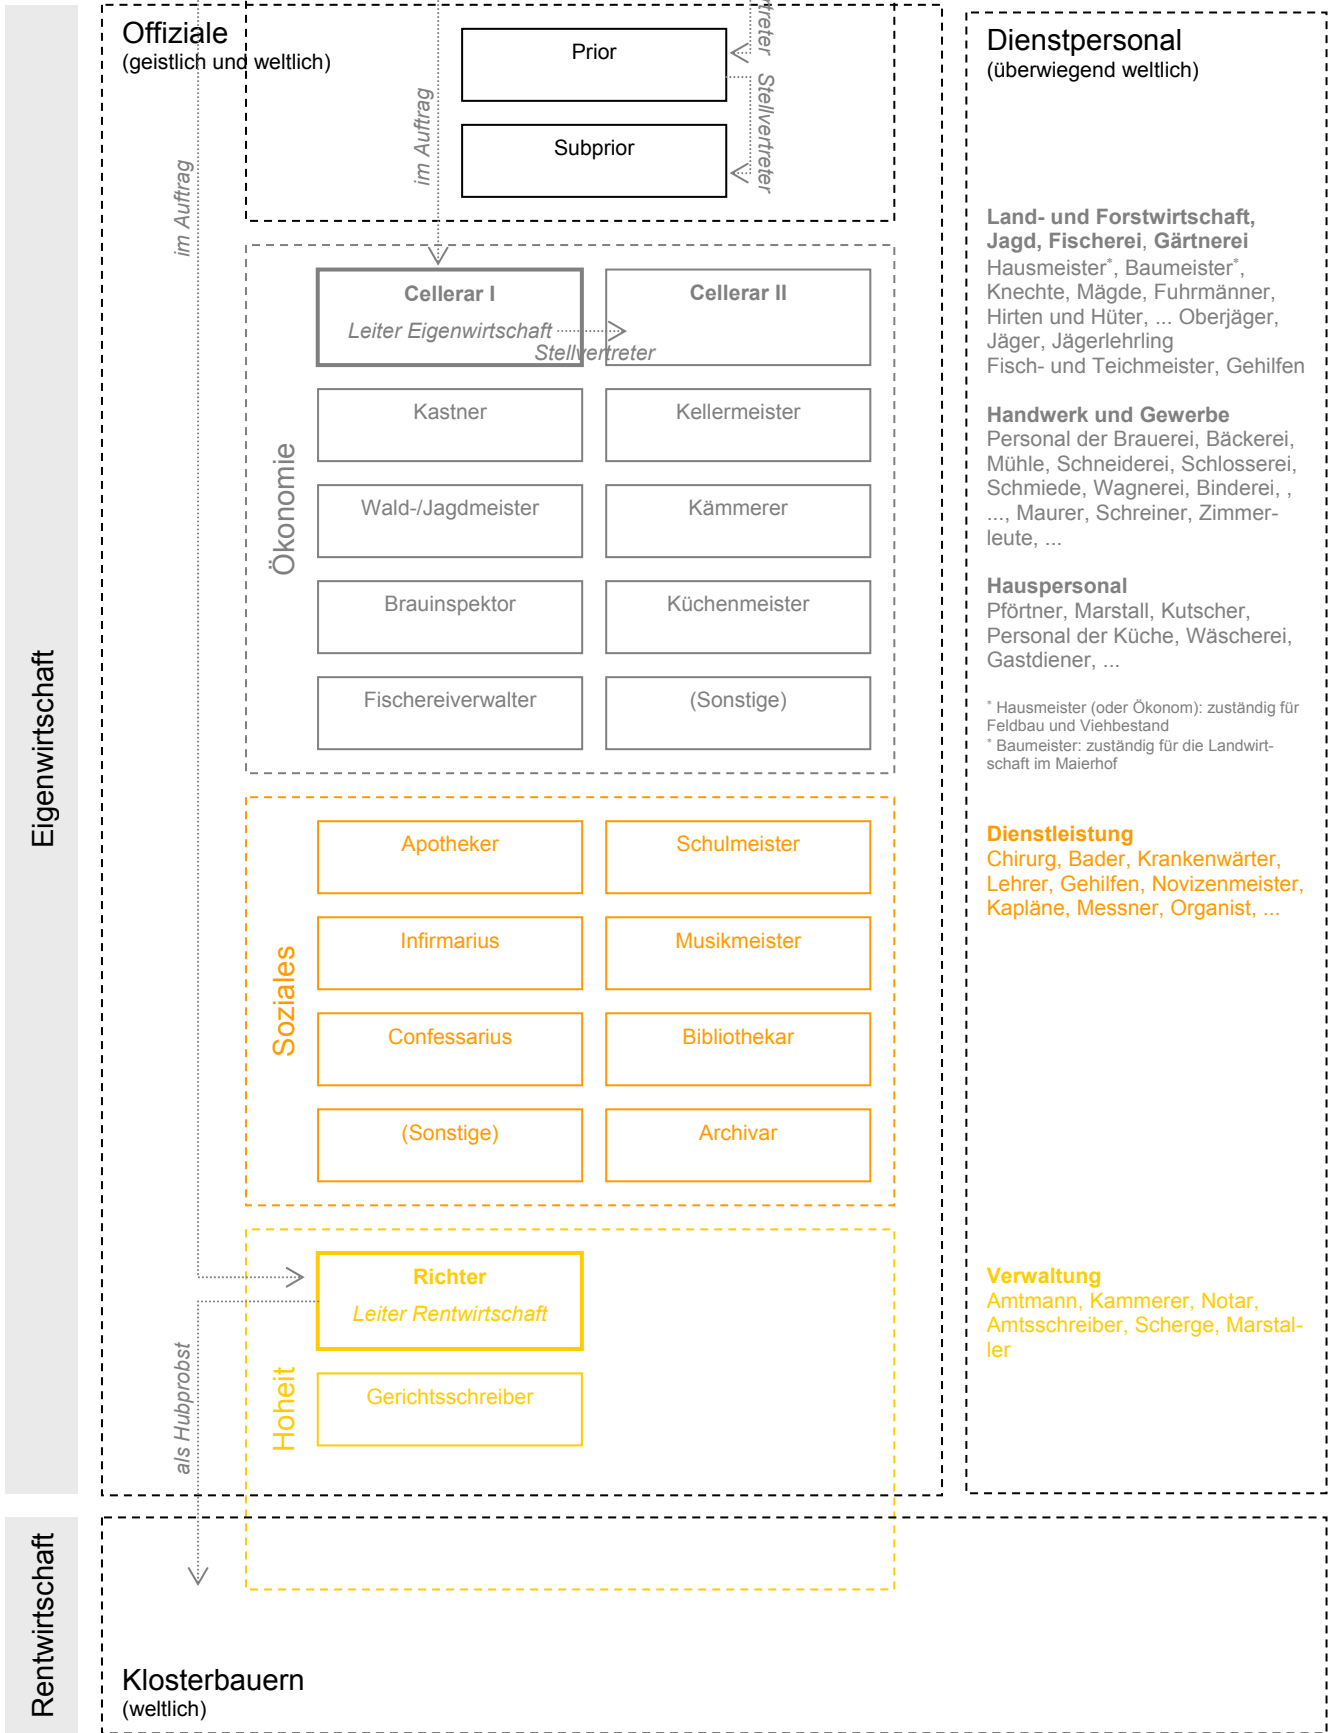 Eigenwirtschaft
Offiziale
(geistlich und weltlich)
im Auftrag
im Auftrag
Prior
Subprior
Stellvertreter
Ökonomie
Cellerar I
Leiter Eigenwirtschaft
Stellvertreter
Cellerar II
Kastner
Kellermeister
Wald-/Jagdmeister
Kämmerer
Brauinspektor
Küchenmeister
Fischereiverwalter
(Sonstige)
Soziales
Apotheker
Schulmeister
Infirmarius
Musikmeister
Confessarius
Bibliothekar
(Sonstige)
Archivar
Hoheit
Richter
Leiter Rentwirtschaft
Gerichtsschreiber
als Hubprobst
Dienstpersonal
(überwiegend weltlich)
Land- und Forstwirtschaft,
Jagd, Fischerei, Gärtnerei
Hausmeister*, Baumeister*,
Knechte, Mägde, Fuhrmänner,
Hirten und Hüter, ... Oberjäger,
Jäger, Jägerlehrling
Fisch- und Teichmeister, Gehilfen
Handwerk und Gewerbe
Personal der Brauerei, Bäckerei,
Mühle, Schneiderei, Schlosserei,
Schmiede, Wagnerei, Binderei, ,
..., Maurer, Schreiner, Zimmer-
leute, ...
Hauspersonal
Pförtner, Marstall, Kutscher,
Personal der Küche, Wäscherei,
Gastdiener, ...
* Hausmeister (oder Ökonom): zuständig für
Feldbau und Viehbestand
* Baumeister: zuständig für die Landwirt-
schaft im Maierhof
Dienstleistung
Chirurg, Bader, Krankenwärter,
Lehrer, Gehilfen, Novizenmeister,
Kapläne, Messner, Organist, ...
Verwaltung
Amtmann, Kammerer, Notar,
Amtsschreiber, Scherge, Marstal-
ler
Rentwirtschaft
Klosterbauern
(weltlich)